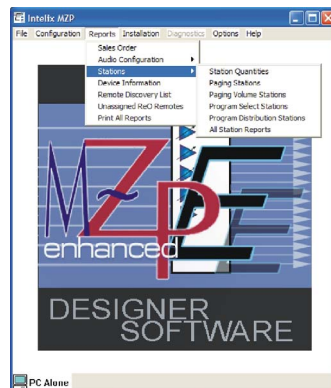 Intellix MZP
File Configuration Reports Installation Diagnostics Options Help
Sales Order
Audio Configuration
Stations
Device Information
Remote Discovery List
Unassigned ReO Remotes
Print All Reports
Station Quantities
Paging Stations
Paging Volume Stations
Program Select Stations
Program Distribution Stations
All Station Reports
MZP E
enhanced
DESIGNER
SOFTWARE
PC Alone